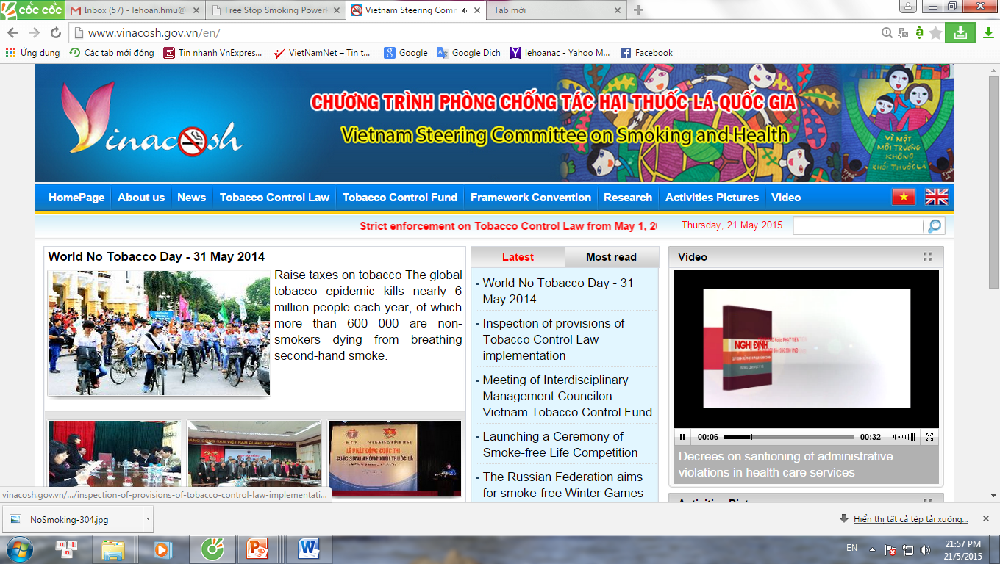 cốc cốc
Inbox (57) - lehoan.hmu@
Free Stop Smoking PowerP
Vietnam Steering Comm
Tab mới
www.vinacosh.gov.vn/en/
Ứng dụng
Các tab mới đóng
Tin nhanh VnExpres...
VietNamNet – Tin t...
Google
Google Dịch
lehoanac - Yahoo M...
Facebook
Vinacosh
CHƯƠNG TRÌNH PHÒNG CHỐNG TÁC HẠI THUỐC LÁ QUỐC GIA
Vietnam Steering Committee on Smoking and Health
VÌ MỘT
MÔI TRƯỜNG
KHÔNG
KHÓI THUỐC LÁ
HomePage
About us
News
Tobacco Control Law
Tobacco Control Fund
Framework Convention
Research
Activities Pictures
Video
Strict enforcement on Tobacco Control Law from May 1, 2
Thursday, 21 May 2015
World No Tobacco Day - 31 May 2014
Raise taxes on tobacco The global
tobacco epidemic kills nearly 6
million people each year, of which
more than 600 000 are non-
smokers dying from breathing
second-hand smoke.
LỄ PHÁT ĐỘNG CUỘC THI
CUỘC SỐNG KHÔNG KHÓI THUỐC LÁ
Latest
Most read
World No Tobacco Day - 31
May 2014
Inspection of provisions of
Tobacco Control Law
implementation
Meeting of Interdisciplinary
Management Councilon
Vietnam Tobacco Control Fund
Launching a Ceremony of
Smoke-free Life Competition
The Russian Federation aims
for smoke-free Winter Games –
Video
NGHỊ ĐỊNH
00:06
00:32
Decrees on santioning of administrative
violations in health care services
Activities Pictures
vinacosh.gov.vn/.../inspection-of-provisions-of-tobacco-control-law-implementati...
NoSmoking-304.jpg
Hiển thị tất cả tệp tải xuống...
EN
21:57 PM
21/5/2015